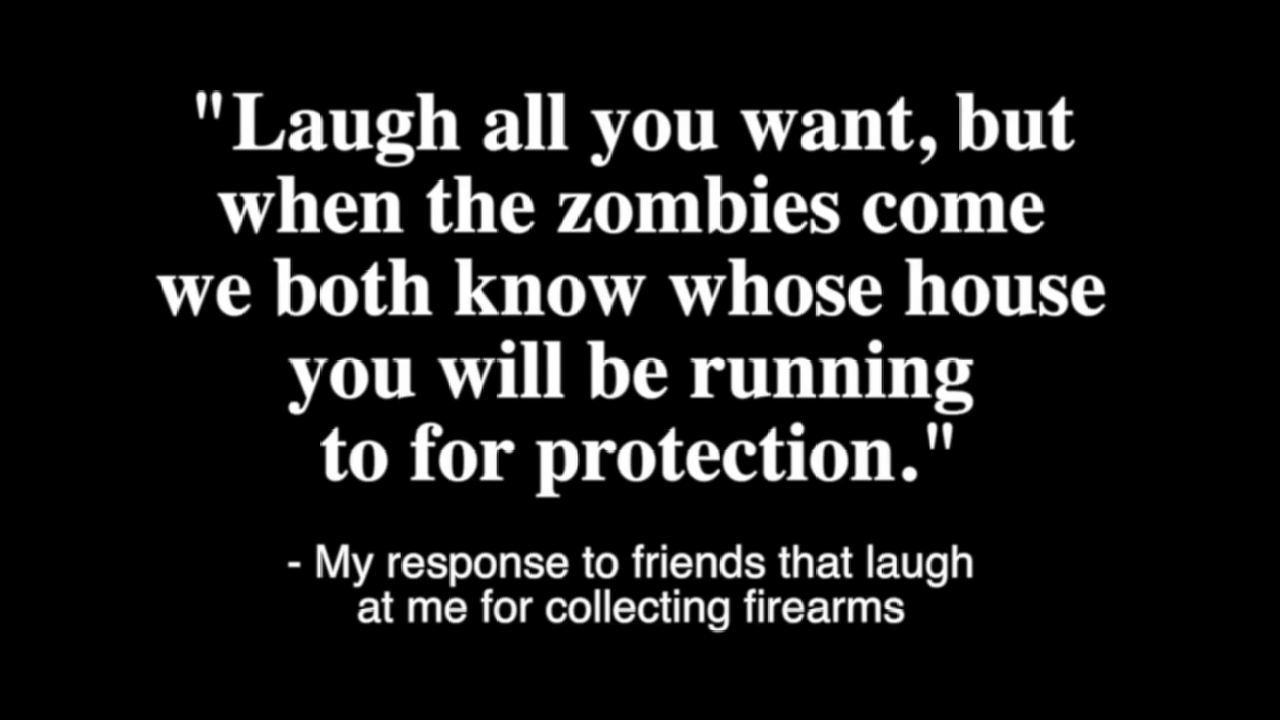 "Laugh all you want, but
when the zombies come
we both know whose house
you will be running
to for protection."
- My response to friends that laugh
at me for collecting firearms